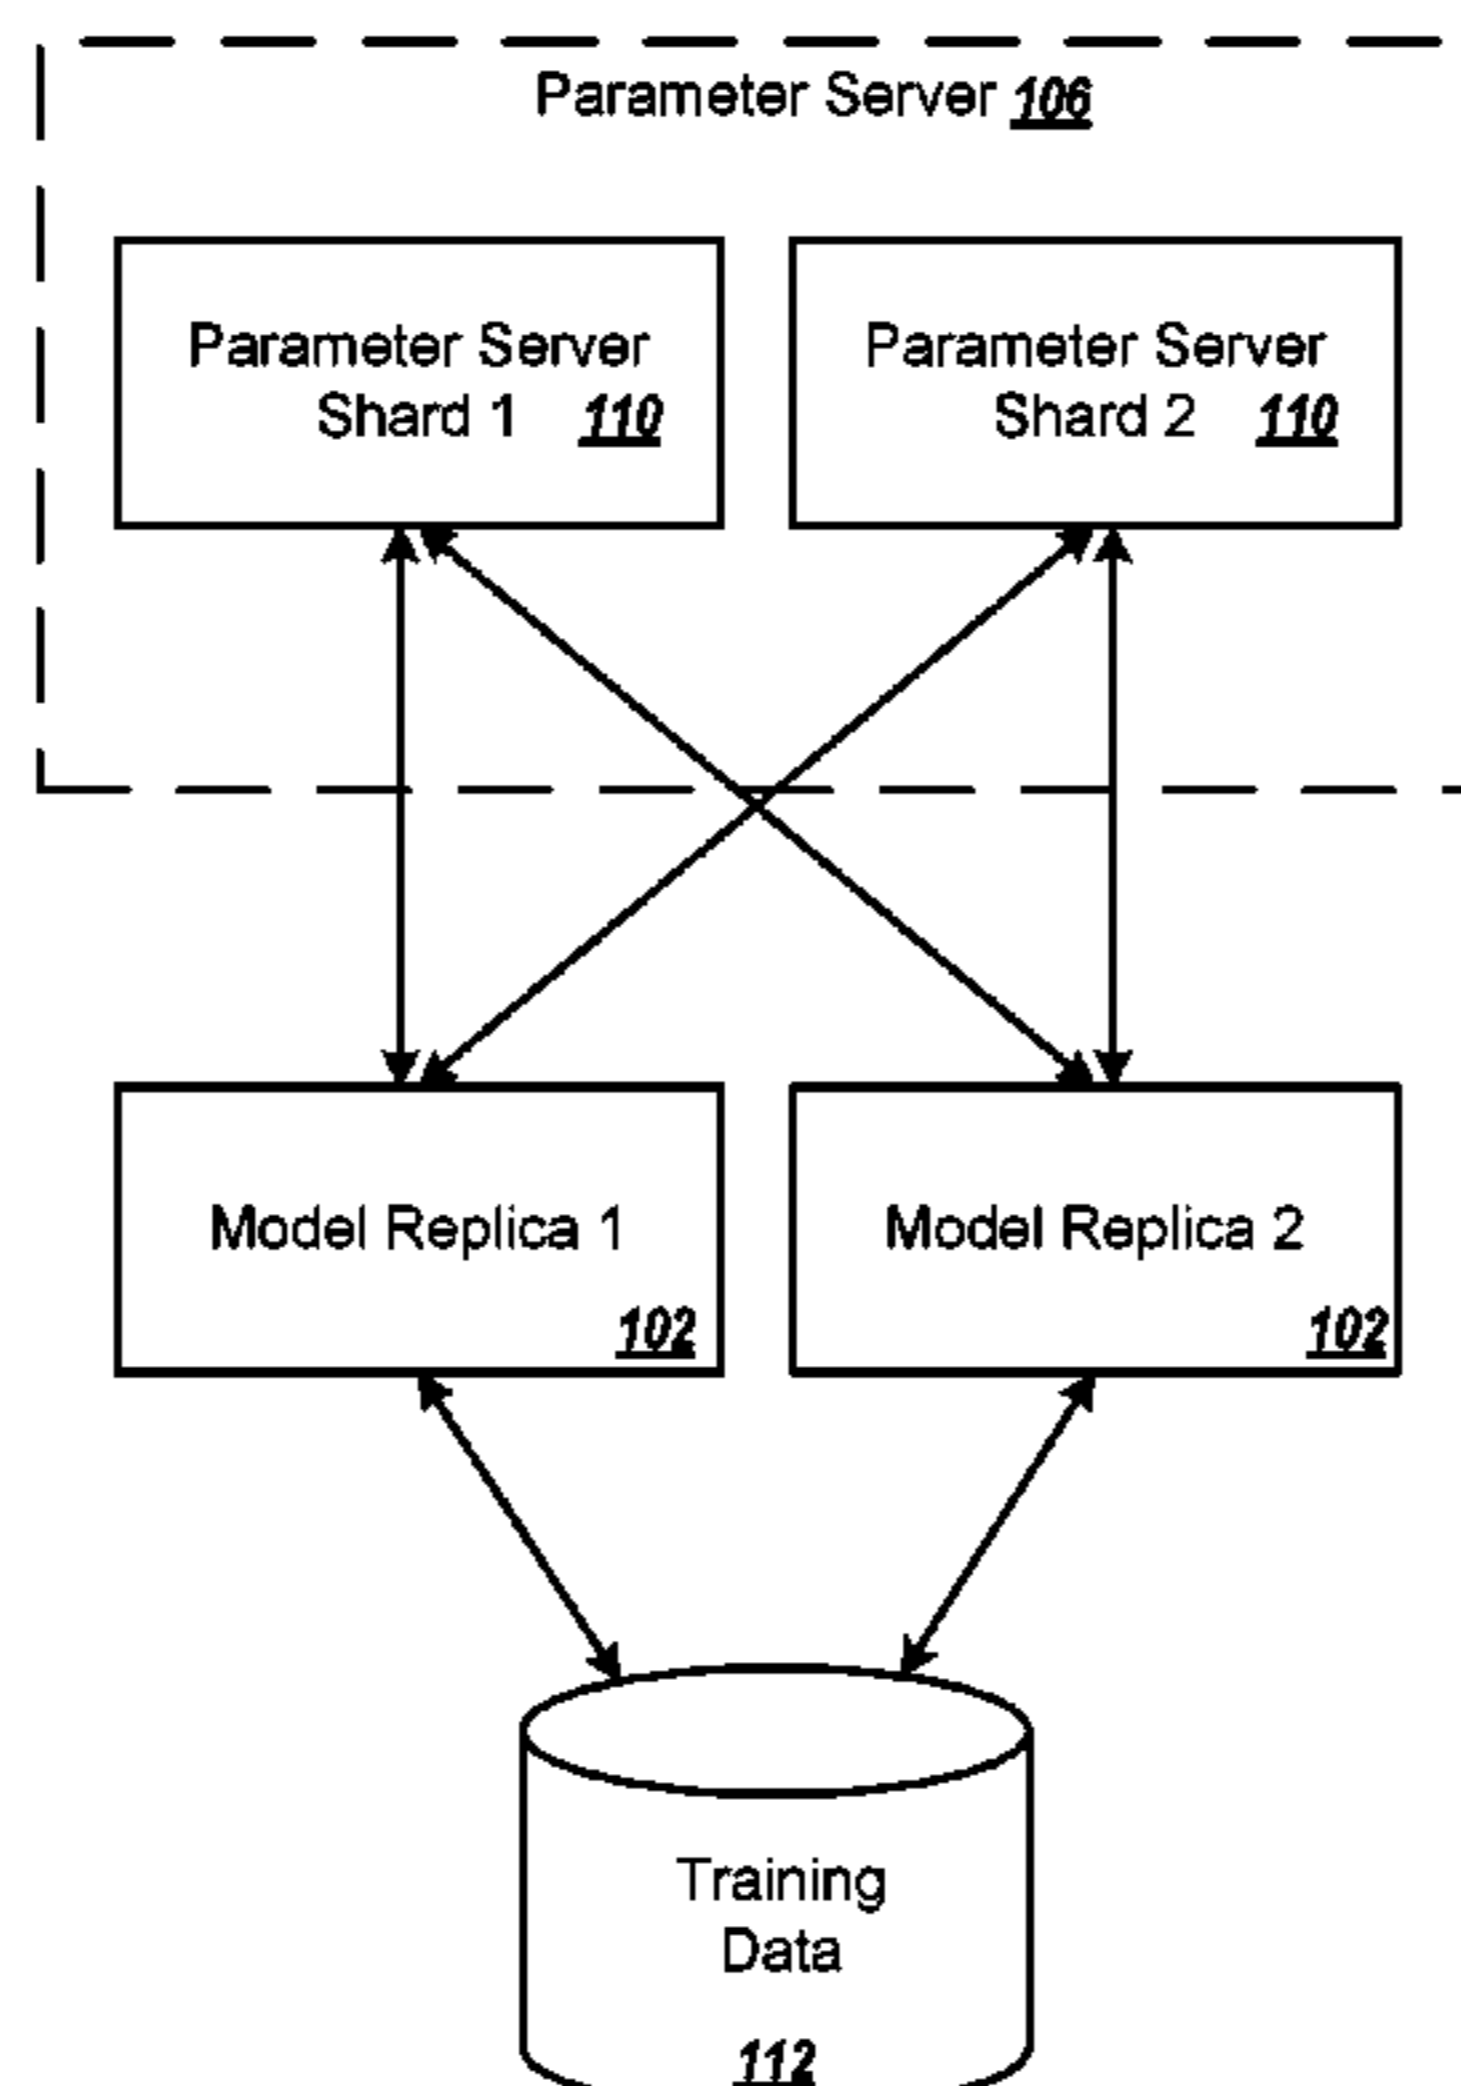 Parameter Server 106
Parameter Server
Shard 1 110
Parameter Server
Shard 2 110
Model Replica 1
102
Model Replica 2
102
Training
Data
112